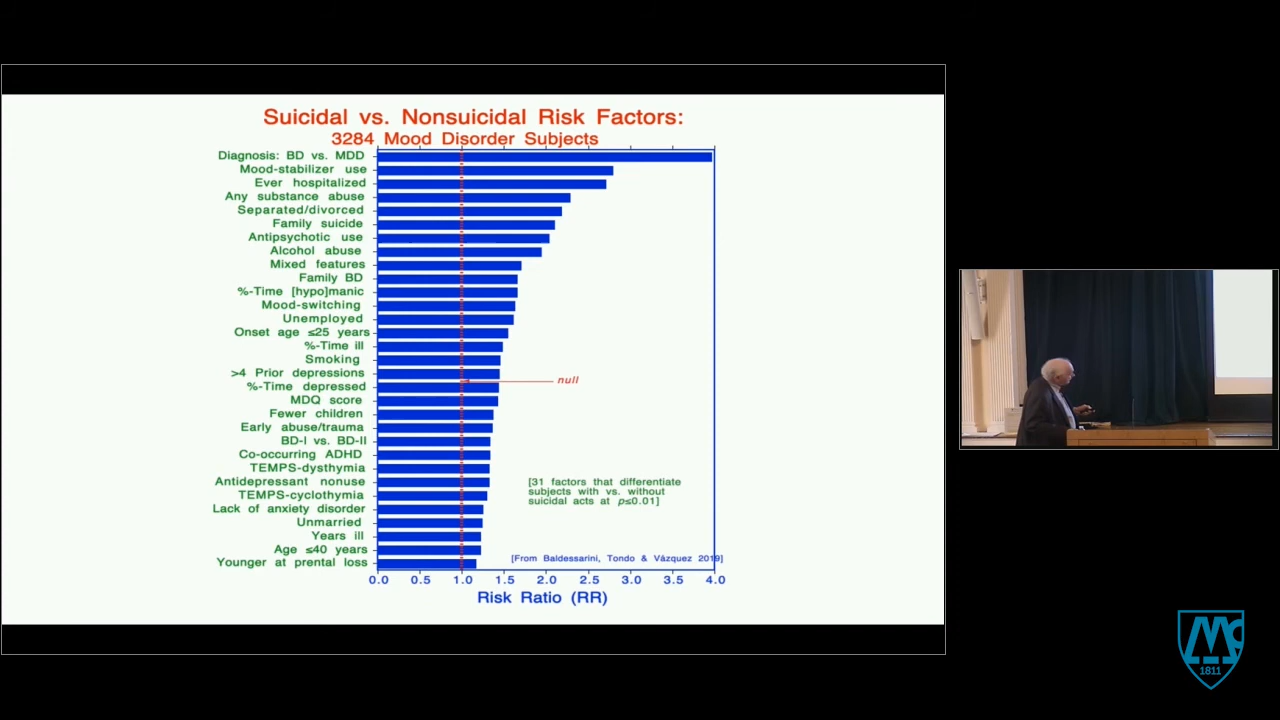 Suicidal vs. Nonsuicidal Risk Factors:
3284 Mood Disorder Subjects
Diagnosis: BD vs. MDD
Mood-stabilizer use
Ever hospitalized
Any substance abuse
Separated/divorced
Family suicide
Antipsychotic use
Alcohol abuse
Mixed features
Family BD
%-Time [hypo]manic
Mood-switching
Unemployed
Onset age ≤25 years
%-Time ill
Smoking
>4 Prior depressions
%-Time depressed
null
MDQ score
Fewer children
Early abuse/trauma
BD-I vs. BD-II
Co-occurring ADHD
TEMPS-dysthymia
Antidepressant nonuse
TEMPS-cyclothymia
Lack of anxiety disorder
Unmarried
Years ill
Age ≤40 years
Younger at prental loss
[31 factors that differentiate
subjects with vs. without
suicidal acts at p≤0.01]
[From Baldessarini, Tondo & Vázquez 2019]
0.0 0.5 1.0 1.5 2.0 2.5 3.0 3.5 4.0
Risk Ratio (RR)
Mc
1811